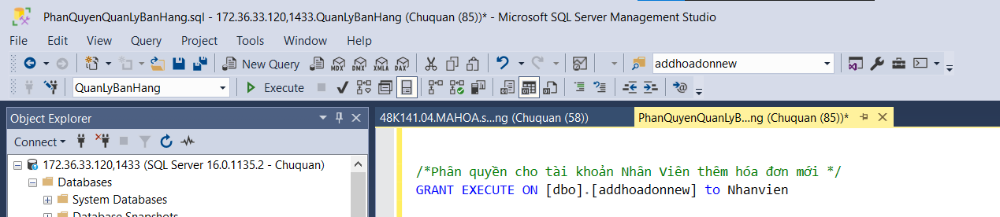 PhanQuyenQuanLyBanHang.sql - 172.36.33.120,1433.QuanLyBanHang (Chuquan (85))* - Microsoft SQL Server Management Studio
File Edit View Query Project Tools Window Help
New Query MDX DMX XMLA DAX addhoadonnew
QuanLyBanHang Execute
Object Explorer
48K141.04.MAHOA.s...ng (Chuquan (58)) PhanQuyenQuanLyB...ng (Chuquan (85))*
Connect
172.36.33.120,1433 (SQL Server 16.0.1135.2 - Chuquan)
Databases
System Databases
Database Snapshots
/*Phân quyền cho tài khoản Nhân Viên thêm hóa đơn mới */
GRANT EXECUTE ON [dbo].[addhoadonnew] to Nhanvien